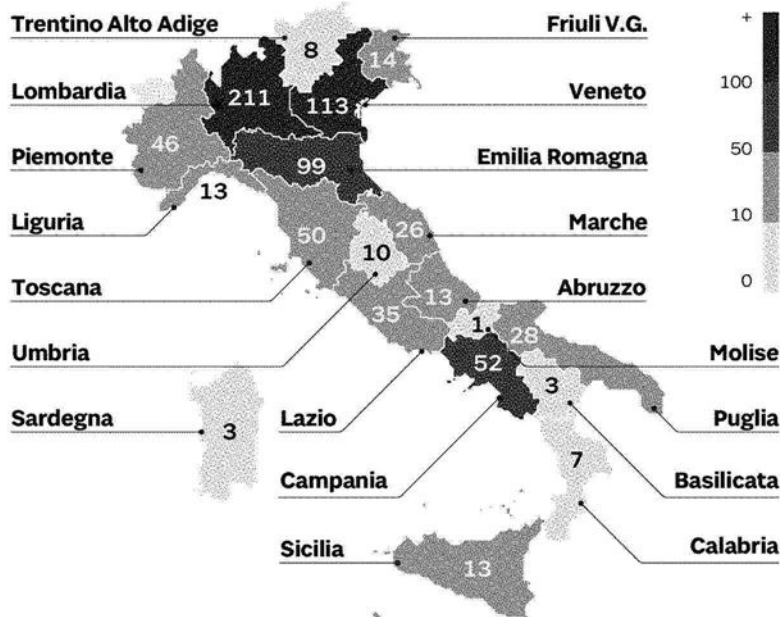 Trentino Alto Adige
8
Friuli V.G.
+
14
Lombardia
211
113
Veneto
100
46
Piemonte
99
Emilia Romagna
50
13
Liguria
50
26
Marche
10
10
Toscana
13
Abruzzo
0
35
1
28
Umbria
52
Molise
3
Sardegna
3
Lazio
Puglia
7
Campania
Basilicata
Sicilia
13
Calabria